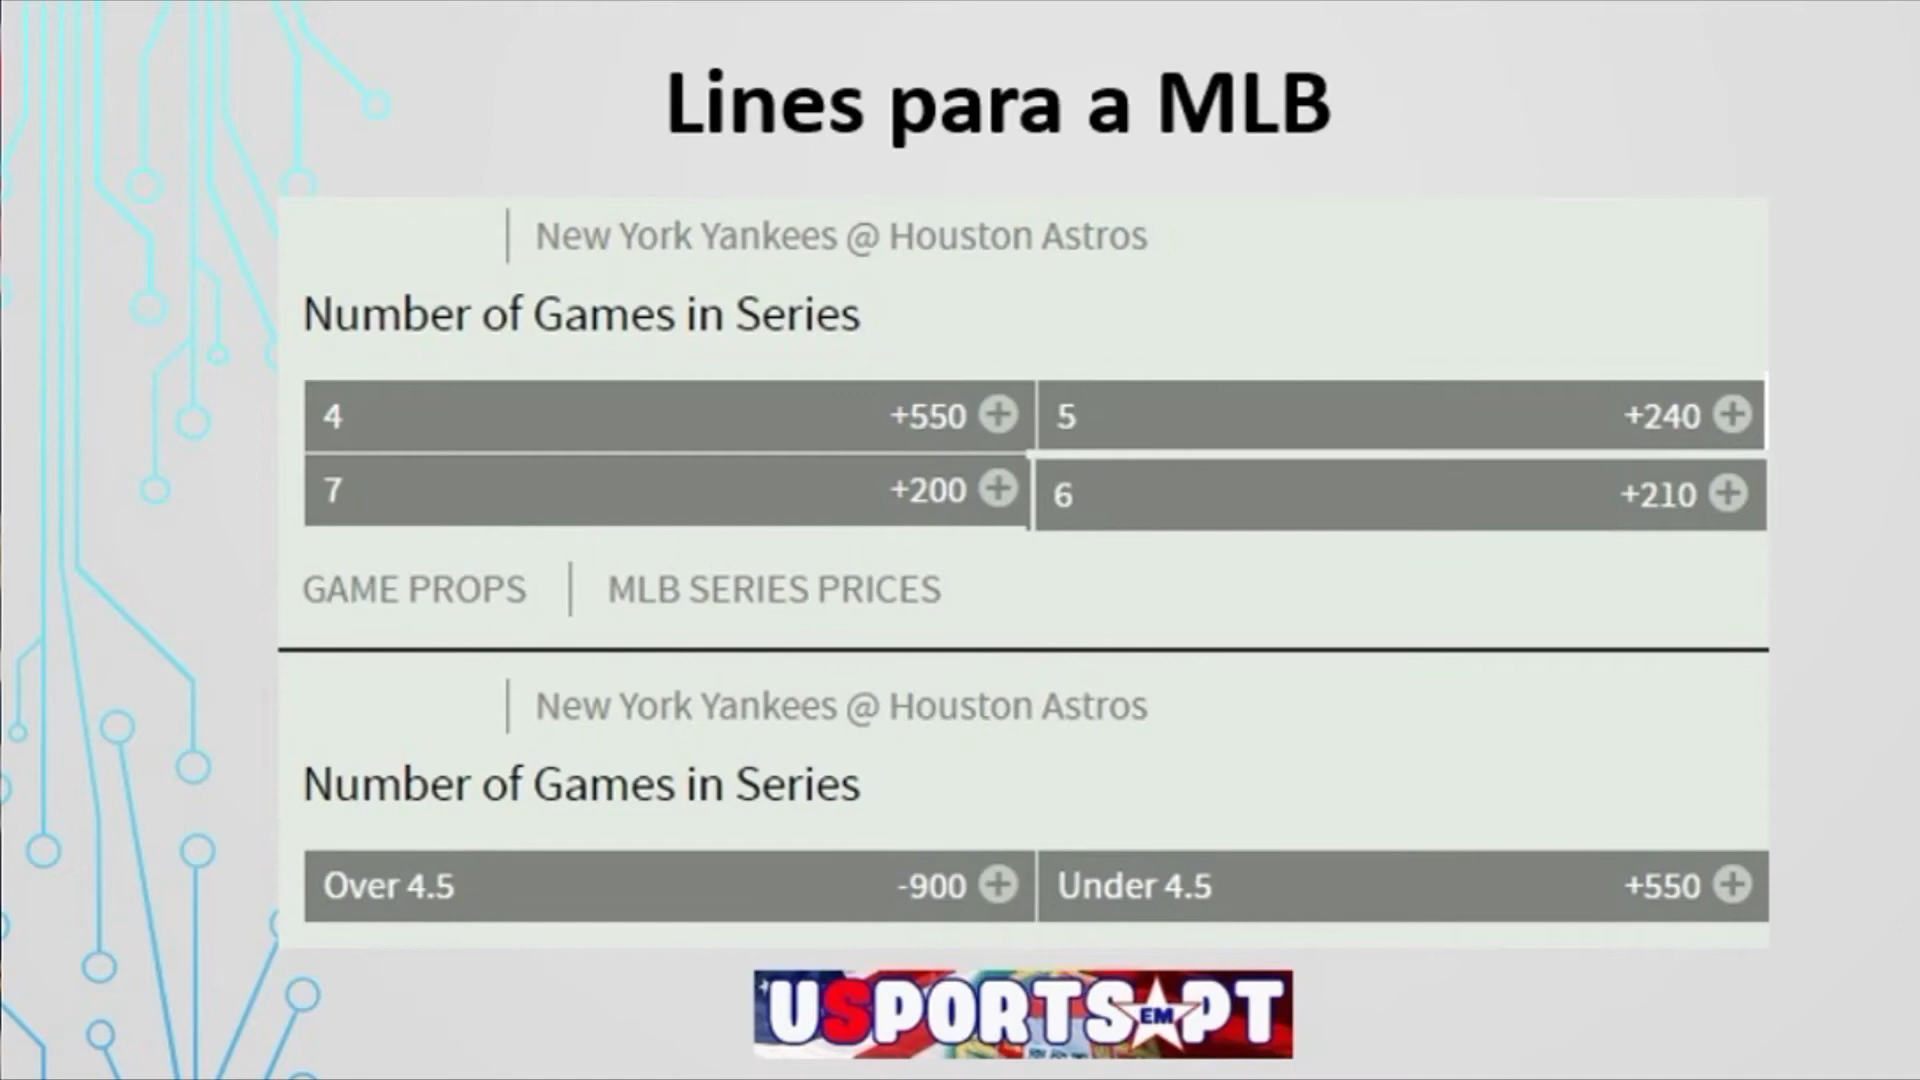 Lines para a MLB
New York Yankees @ Houston Astros
Number of Games in Series
4 +550 5 +240
7 +200 6 +210
GAME PROPS MLB SERIES PRICES
New York Yankees @ Houston Astros
Number of Games in Series
Over 4.5 -900 Under 4.5 +550
USPORTS EM PT